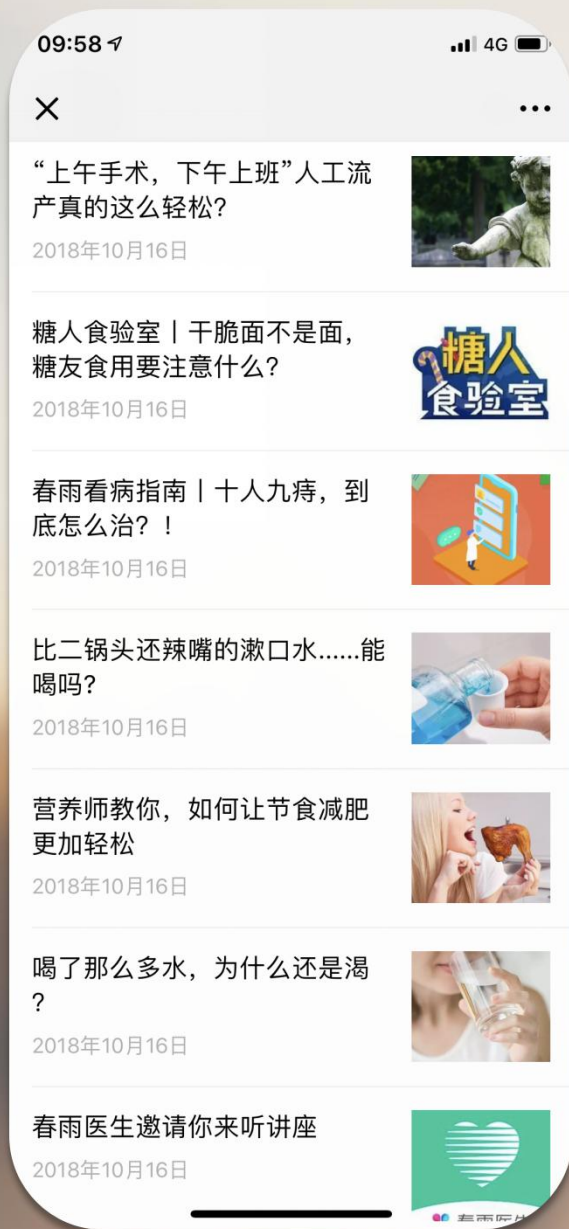 09:58
4G
“上午手术，下午上班”人工流
产真的这么轻松?
2018年10月16日
糖人食验室丨干脆面不是面，
糖友食用要注意什么?
2018年10月16日
糖人
食验室
春雨看病指南丨十人九痔，到
底怎么治?！
2018年10月16日
比二锅头还辣嘴的漱口水......能
喝吗?
2018年10月16日
营养师教你，如何让节食减肥
更加轻松
2018年10月16日
喝了那么多水，为什么还是渴
?
2018年10月16日
春雨医生邀请你来听讲座
2018年10月16日
春雨医生